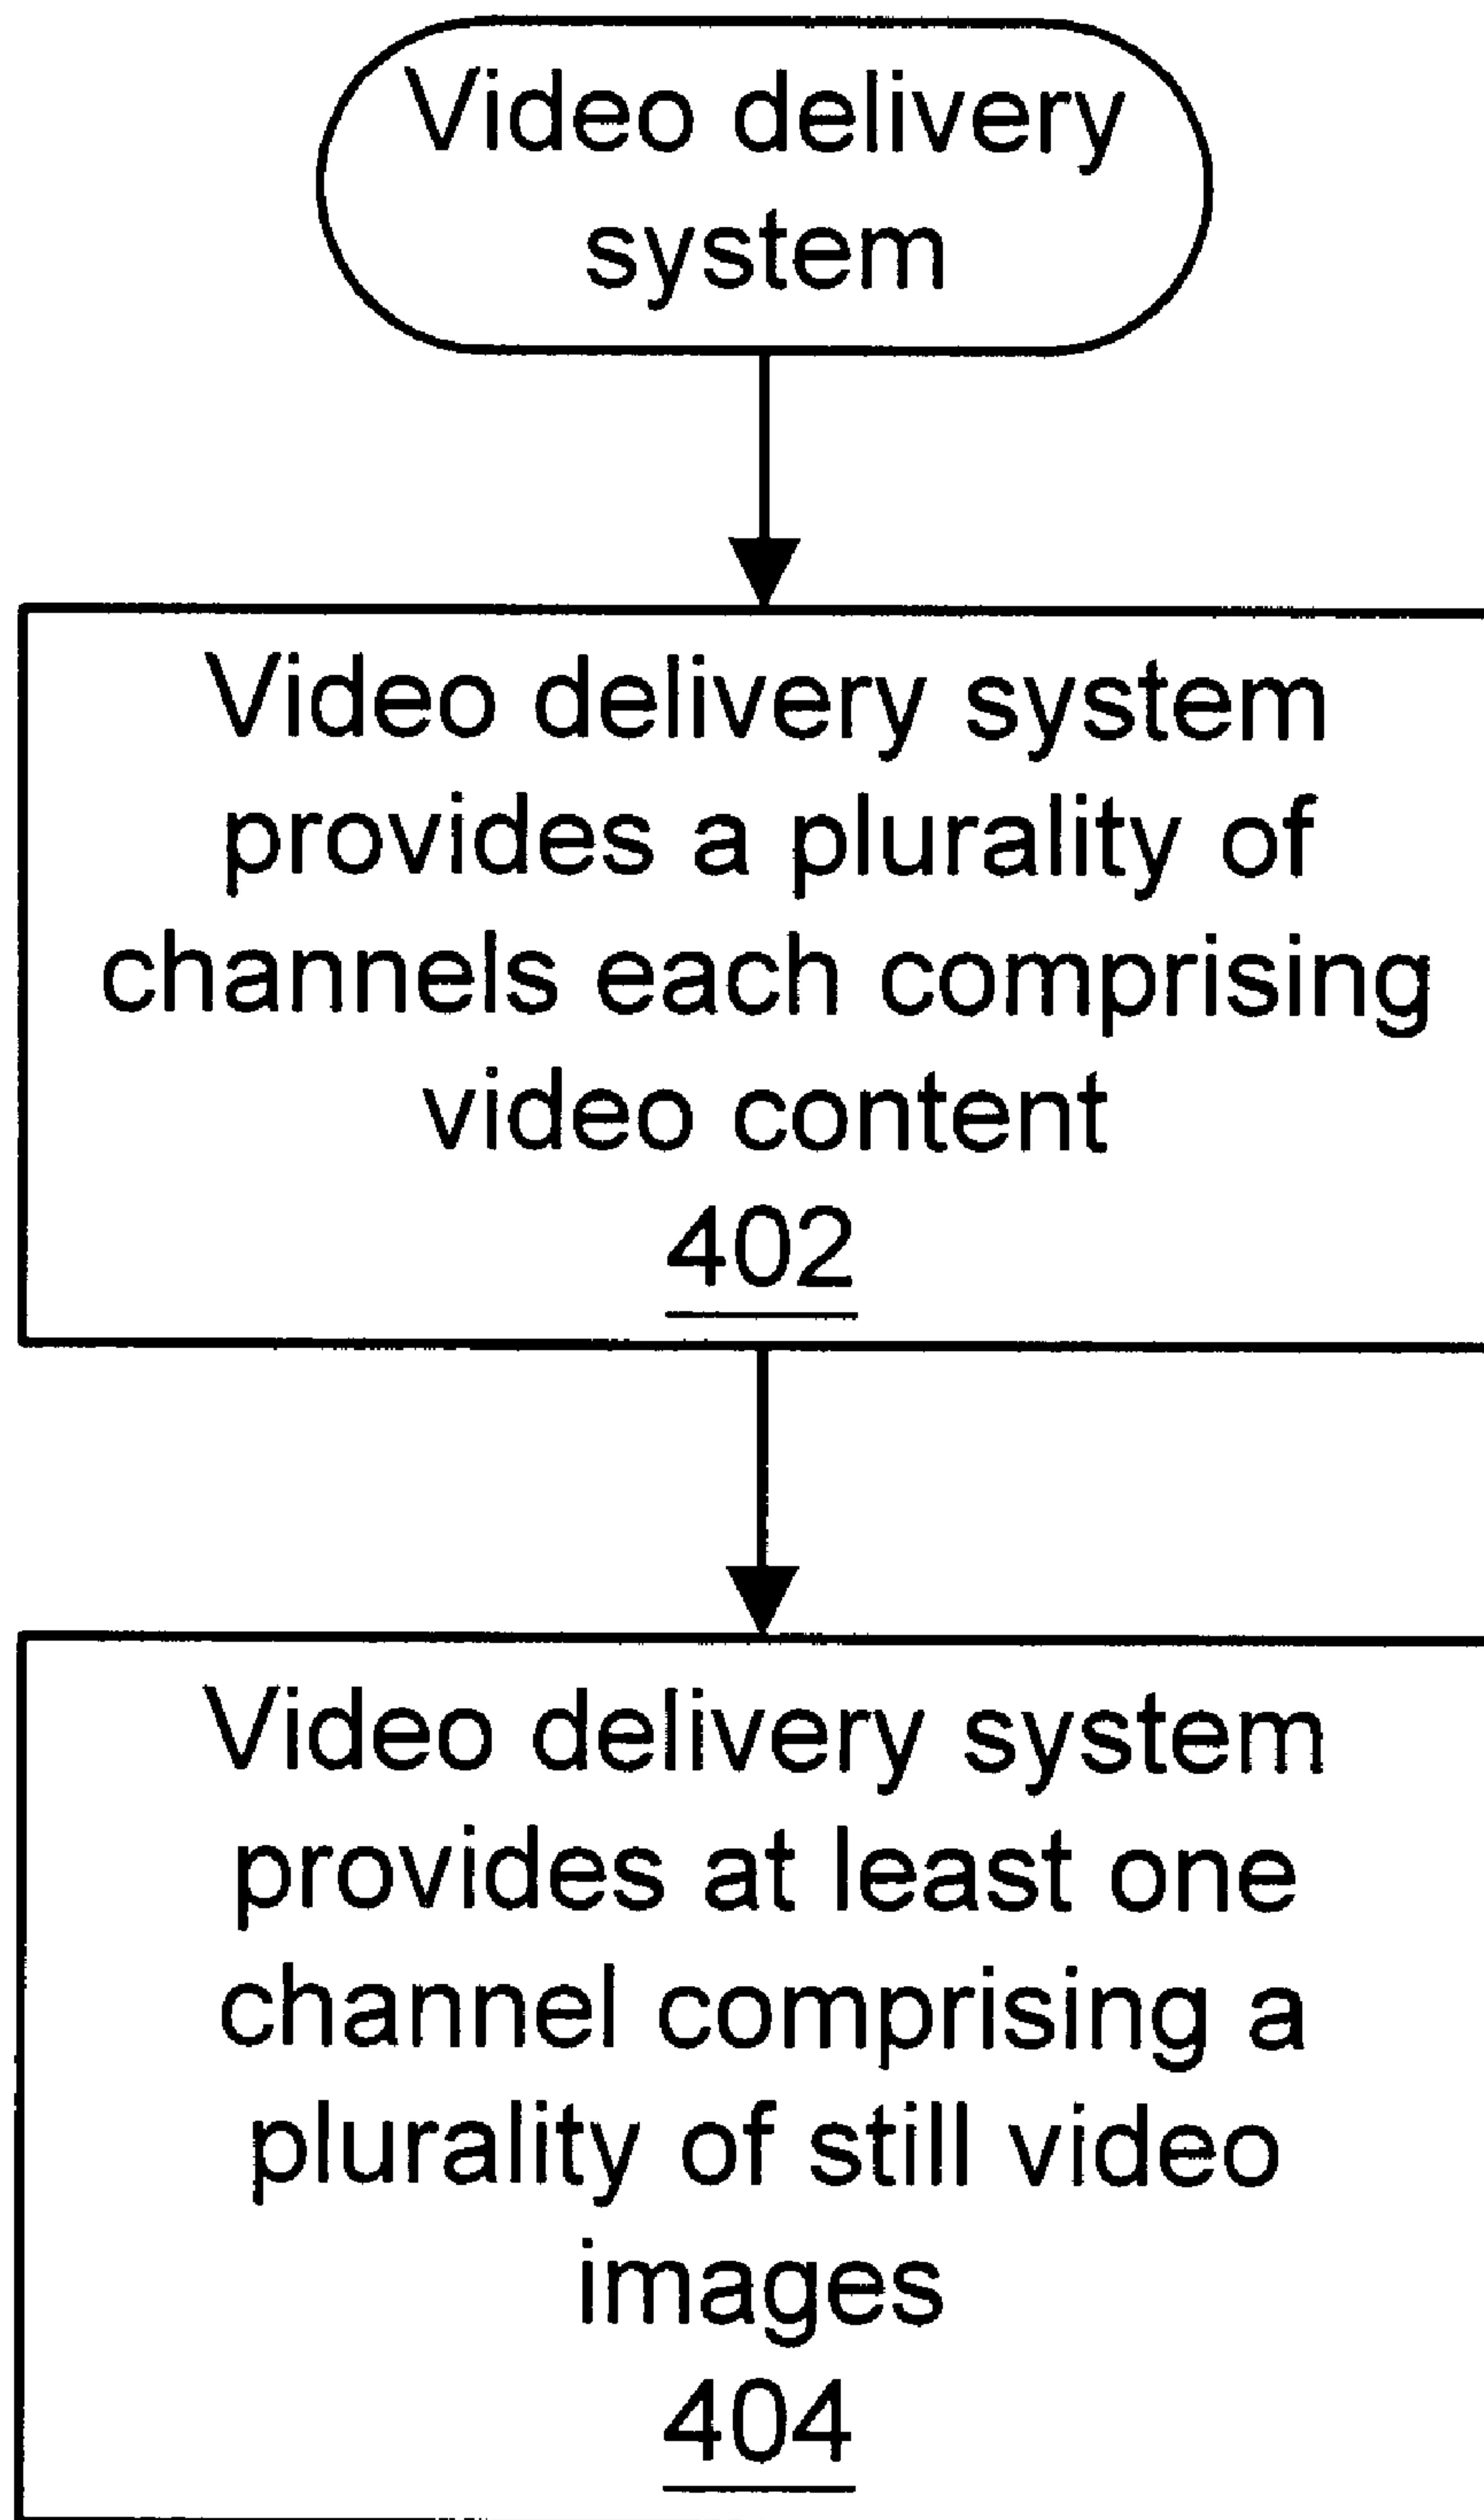 Video delivery
system
Video delivery system
provides a plurality of
channels each comprising
video content
402
Video delivery system
provides at least one
channel comprising a
plurality of still video
images
404